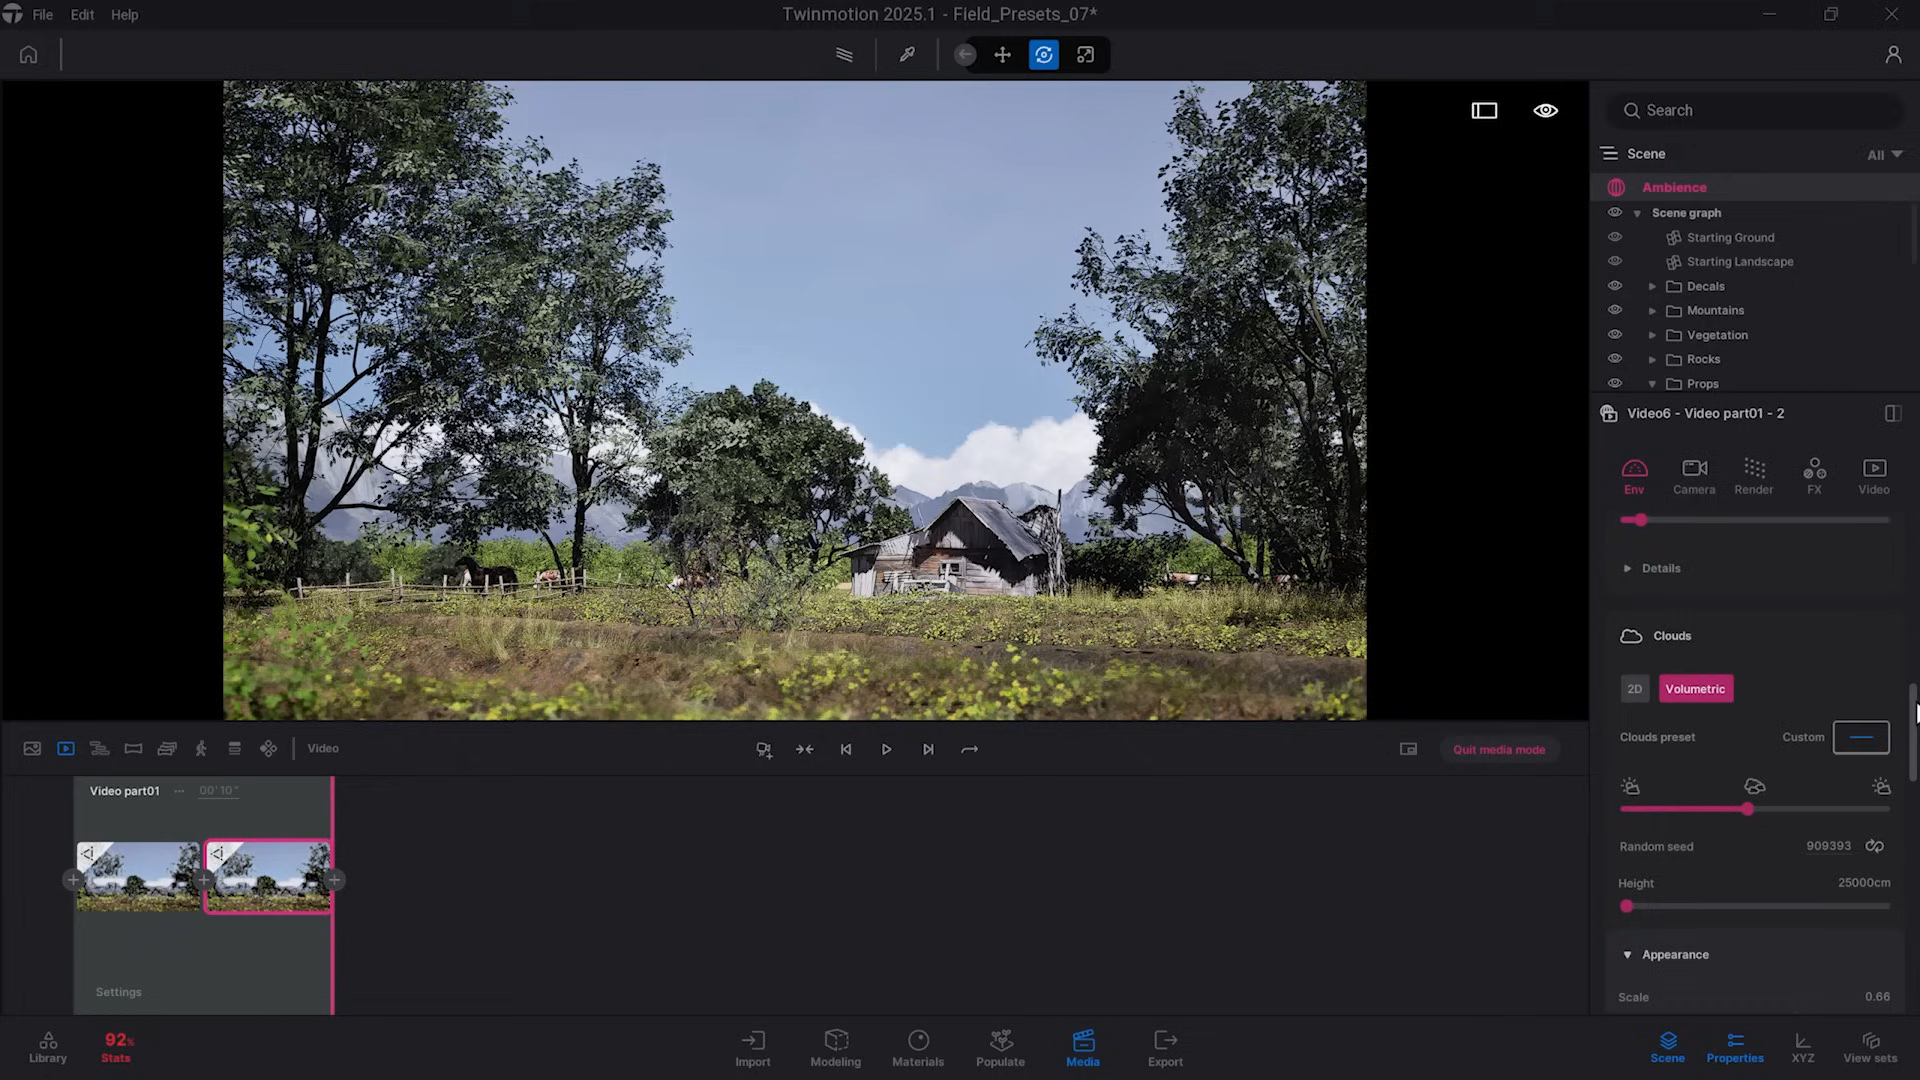 File Edit Help
Twinmotion 2025.1 - Field_Presets_07*
Search
Scene
All
Ambience
Scene graph
Starting Ground
Starting Landscape
Decals
Mountains
Vegetation
Rocks
Props
Video6 - Video part01 - 2
Env Camera Render FX Video
Details
Clouds
2D Volumetric
Clouds preset Custom
Random seed 909393
Height 25000cm
Appearance
Scale 0.66
Video
Quit media mode
Video part01 ... 00'10"
Settings
92%
Stats
Library
Import Modeling Materials Populate Media Export
Scene Properties XYZ View sets